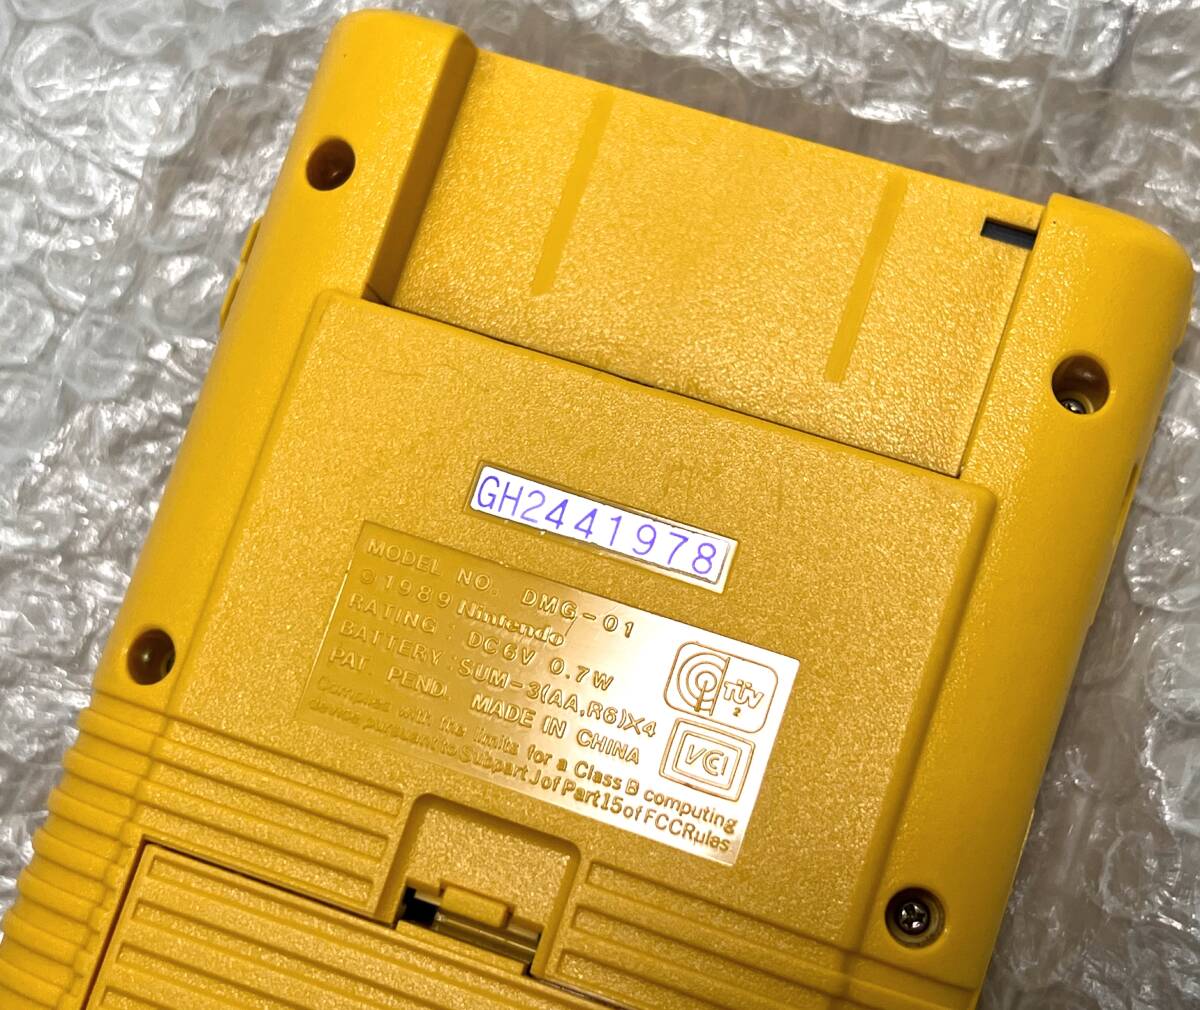 GH2441978
MODEL NO. DMG-01
©1989 Nintendo
RATING : DC6V 0.7W
BATTERY : SUM-3(AA,R6)X4
PAT. PEND. MADE IN CHINA
Complied with the limits for a Class B computing
device pursuant to Subpart J of Part 15 of FCC Rules
TÜV
2
VCI